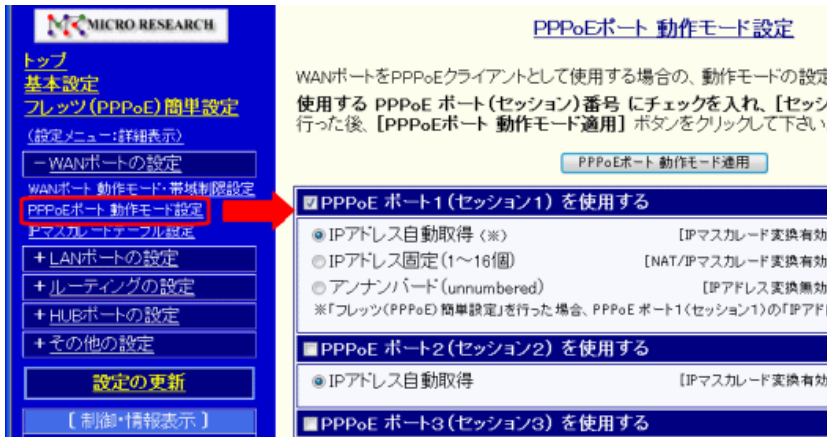 MICRO RESEARCH
トップ
基本設定
フレッツ(PPPoE)簡単設定
(設定メニュー:詳細表示)
－WANポートの設定
WANポート 動作モード・帯域制限設定
PPPoEポート 動作モード設定
IPマスカレードテーブル設定
+LANポートの設定
+ルーティングの設定
+HUBポートの設定
+その他の設定
設定の更新
[制御・情報表示]
PPPoEポート 動作モード設定
WANポートをPPPoEクライアントとして使用する場合の、動作モードの設定
使用する PPPoE ポート(セッション)番号 にチェックを入れ、[セッシ
行った後、[PPPoEポート 動作モード適用] ボタンをクリックして下さい
PPPoEポート 動作モード適用
PPPoE ポート1(セッション1) を使用する
IPアドレス自動取得 (※) [IPマスカレード変換有効
IPアドレス固定(1～16個) [NAT/IPマスカレード変換有効
アンナンバード(unnumbered) [IPアドレス変換無効
※「フレッツ(PPPoE)簡単設定」を行った場合、PPPoEポート1(セッション1)の「IPアド
PPPoE ポート2(セッション2) を使用する
IPアドレス自動取得 [IPマスカレード変換有効
PPPoE ポート3(セッション3) を使用する